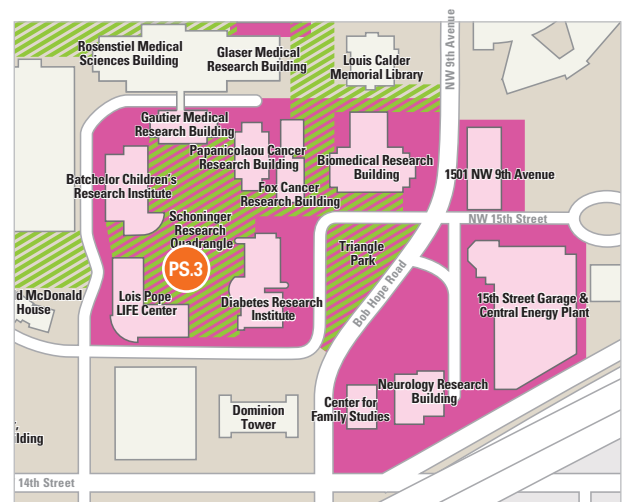 Rosenstiel Medical
Sciences Building
Glaser Medical
Research Building
Louis Calder
Memorial Library
NW 9th Avenue
Gautier Medical
Research Building
Papanicolaou Cancer
Research Building
Biomedical Research
Building
1501 NW 9th Avenue
Batchelor Children's
Research Institute
Fox Cancer
Research Building
Schoninger
Research
Quadrangle
NW 15th Street
Triangle
Park
PS.3
Bob Hope Road
d McDonald
House
Lois Pope
LIFE Center
Diabetes Research
Institute
15th Street Garage &
Central Energy Plant
Neurology Research
Building
Center for
Family Studies
Dominion
Tower
,
ilding
14th Street